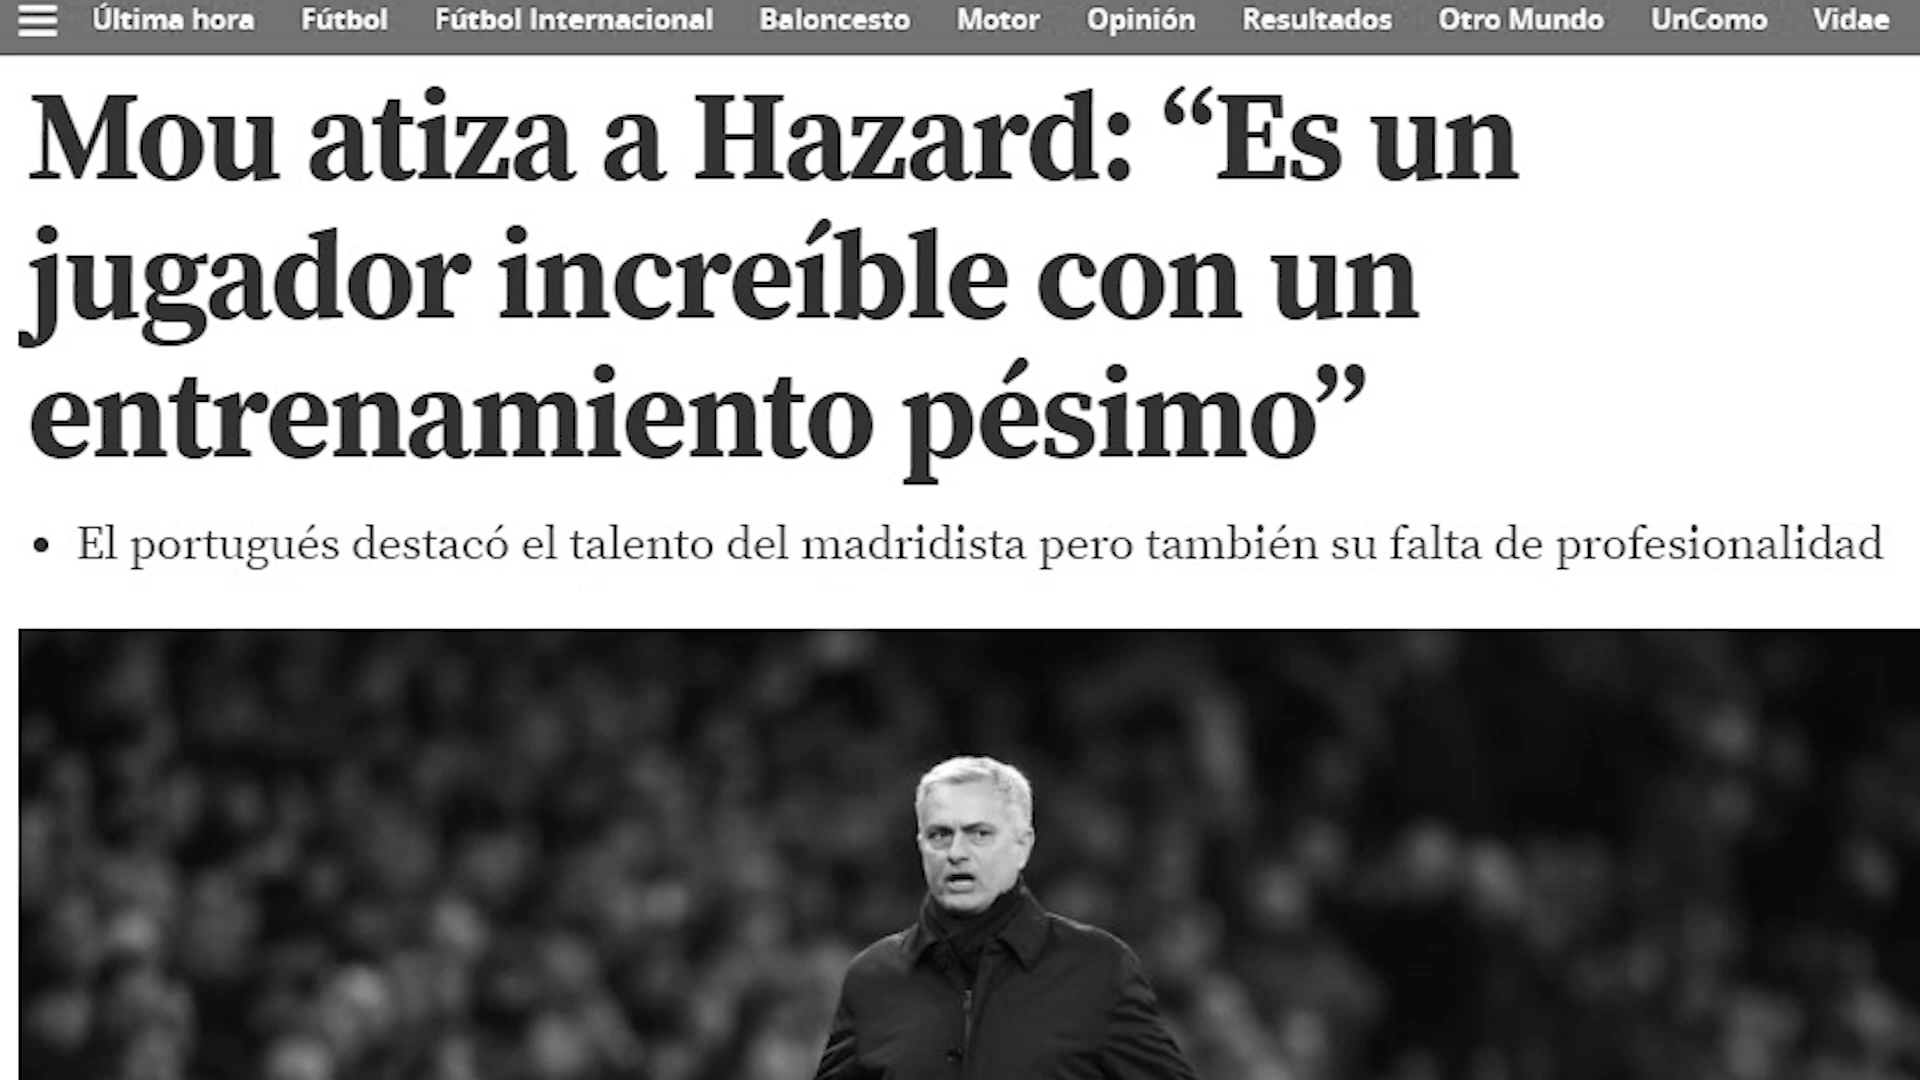 Última hora Fútbol Fútbol Internacional Baloncesto Motor Opinión Resultados Otro Mundo UnComo Vidae
Mou atiza a Hazard: “Es un
jugador increíble con un
entrenamiento pésimo”
• El portugués destacó el talento del madridista pero también su falta de profesionalidad